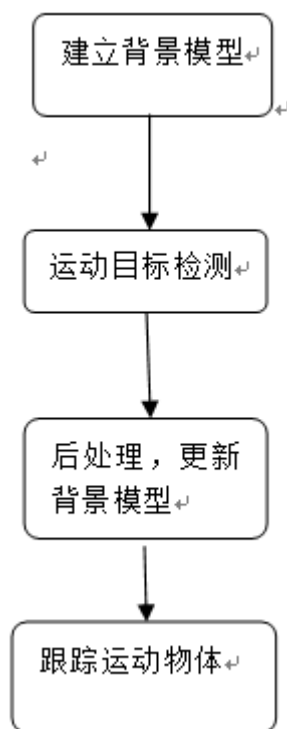 建立背景模型
运动目标检测
后处理，更新
背景模型
跟踪运动物体